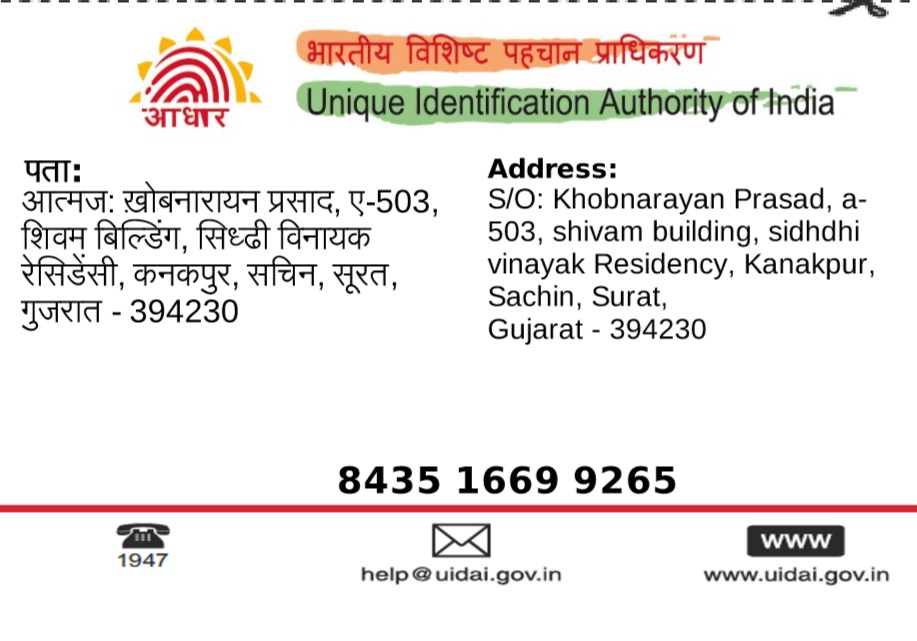 भारतीय विशिष्ट पहचान प्राधिकरण
Unique Identification Authority of India
आधार
पता:
आत्मज: ख़ोबनारायन प्रसाद, ए-503,
शिवम बिल्डिंग, सिध्ढी विनायक
रेसिडेंसी, कनकपुर, सचिन, सूरत,
गुजरात - 394230
Address:
S/O: Khobnarayan Prasad, a-
503, shivam building, sidhdhi
vinayak Residency, Kanakpur,
Sachin, Surat,
Gujarat - 394230
8435 1669 9265
1947
help@uidai.gov.in
www
www.uidai.gov.in